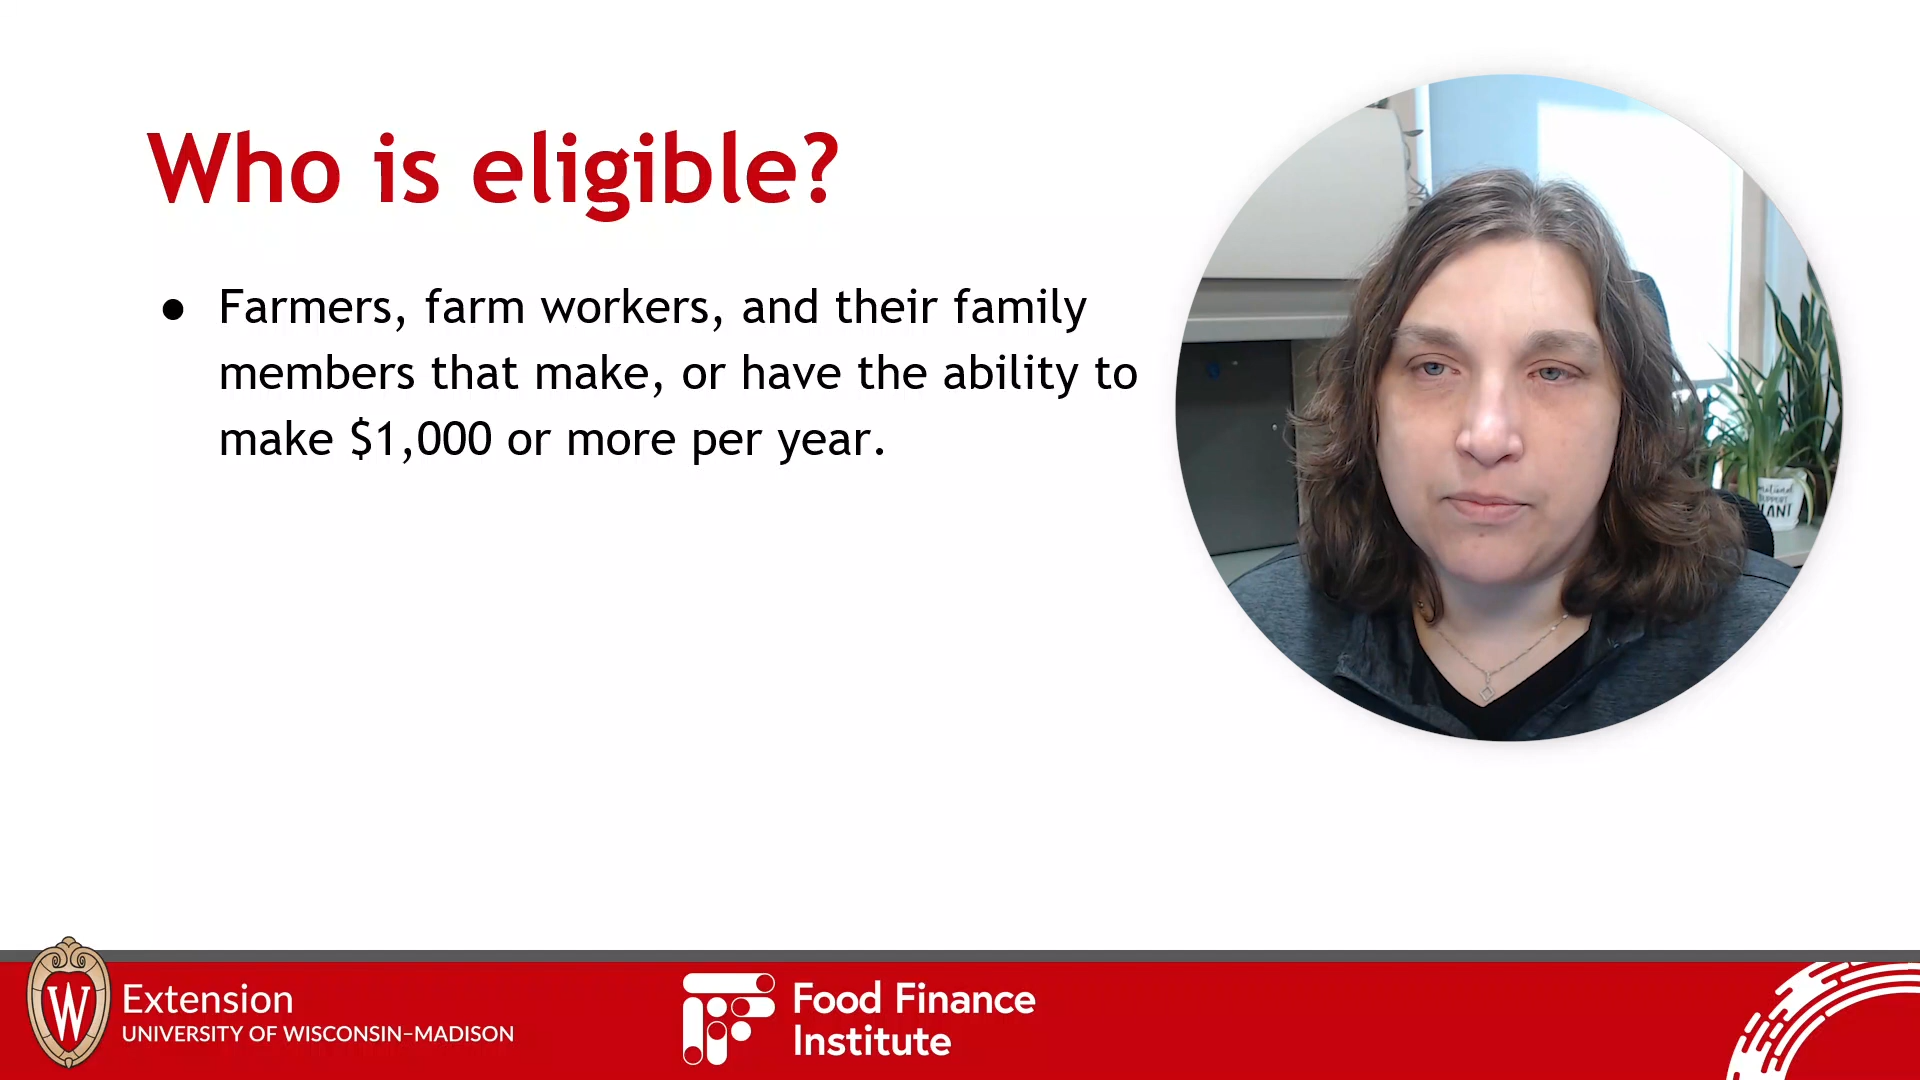 Who is eligible?
● Farmers, farm workers, and their family
members that make, or have the ability to
make $1,000 or more per year.
SUPPORT
W
Extension
UNIVERSITY OF WISCONSIN–MADISON
Food Finance
Institute